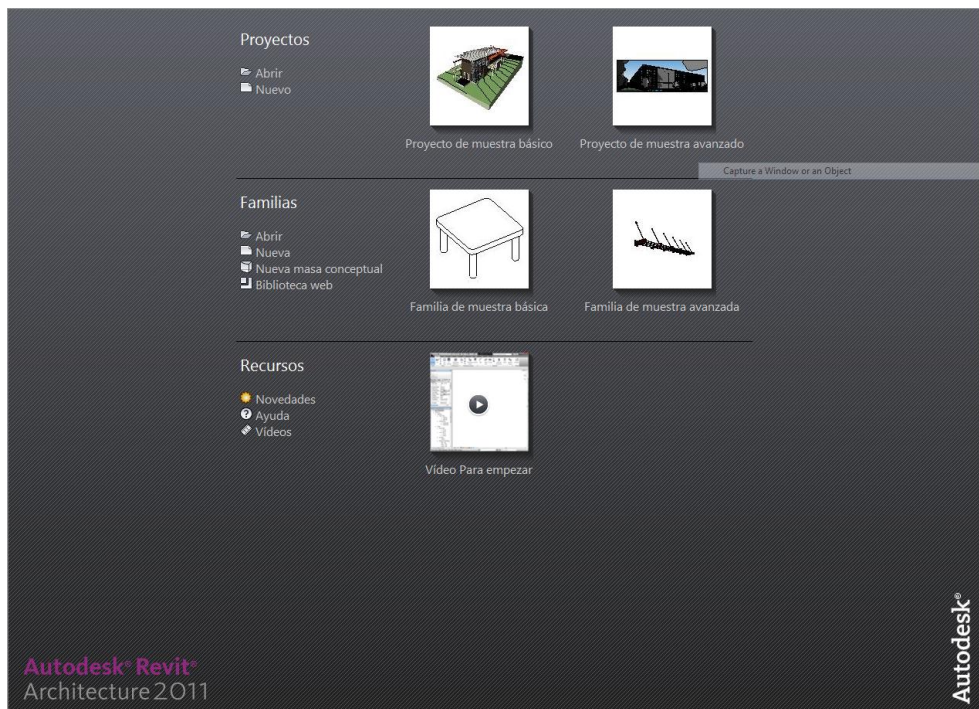 Proyectos
Abrir
Nuevo
Proyecto de muestra básico
Proyecto de muestra avanzado
Capture a Window or an Object
Familias
Abrir
Nueva
Nueva masa conceptual
Biblioteca web
Familia de muestra básica
Familia de muestra avanzada
Recursos
Novedades
Ayuda
Vídeos
Vídeo Para empezar
Autodesk® Revit®
Architecture 2011
Autodesk®